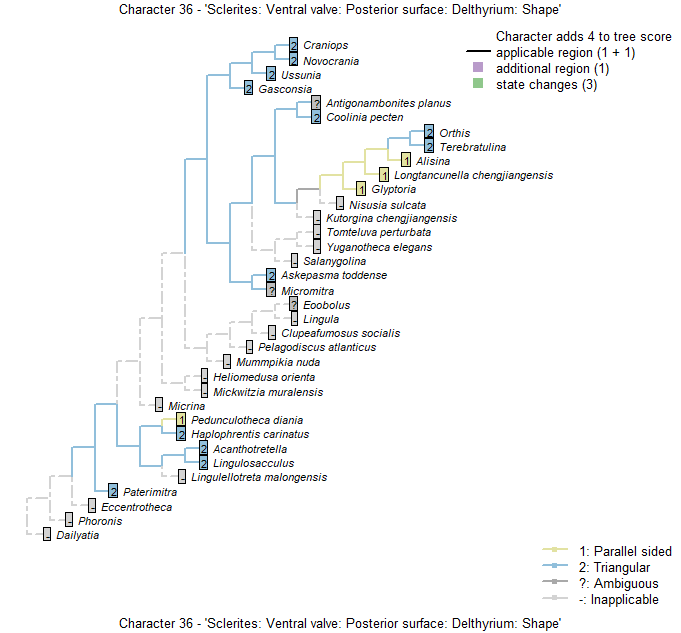 Character 36 - 'Sclerites: Ventral valve: Posterior surface: Delthyrium: Shape'
Character adds 4 to tree score
applicable region (1 + 1)
additional region (1)
state changes (3)
2 Craniops
2 Novocrania
2 Ussunia
2 Gasconsia
? Antigonambonites planus
2 Coolinia pecten
2 Orthis
2 Terebratulina
1 Alisina
1 Longtancunella chengjiangensis
1 Glyptoria
- Nisusia sulcata
- Kutorgina chengjiangensis
- Tomteluva perturbata
- Yuganotheca elegans
- Salanygolina
2 Askepasma toddense
? Micromitra
? Eoobolus
- Lingula
- Clupeafumosus socialis
- Pelagodiscus atlanticus
- Mummpikia nuda
- Heliomedusa orienta
- Mickwitzia muralensis
- Micrina
1 Pedunculotheca diania
2 Haplophrentis carinatus
2 Acanthotretella
2 Lingulosacculus
- Lingulellotreta malongensis
2 Paterimitra
- Eccentrotheca
- Phoronis
- Dailyatia
1: Parallel sided
2: Triangular
?: Ambiguous
-: Inapplicable
Character 36 - 'Sclerites: Ventral valve: Posterior surface: Delthyrium: Shape'